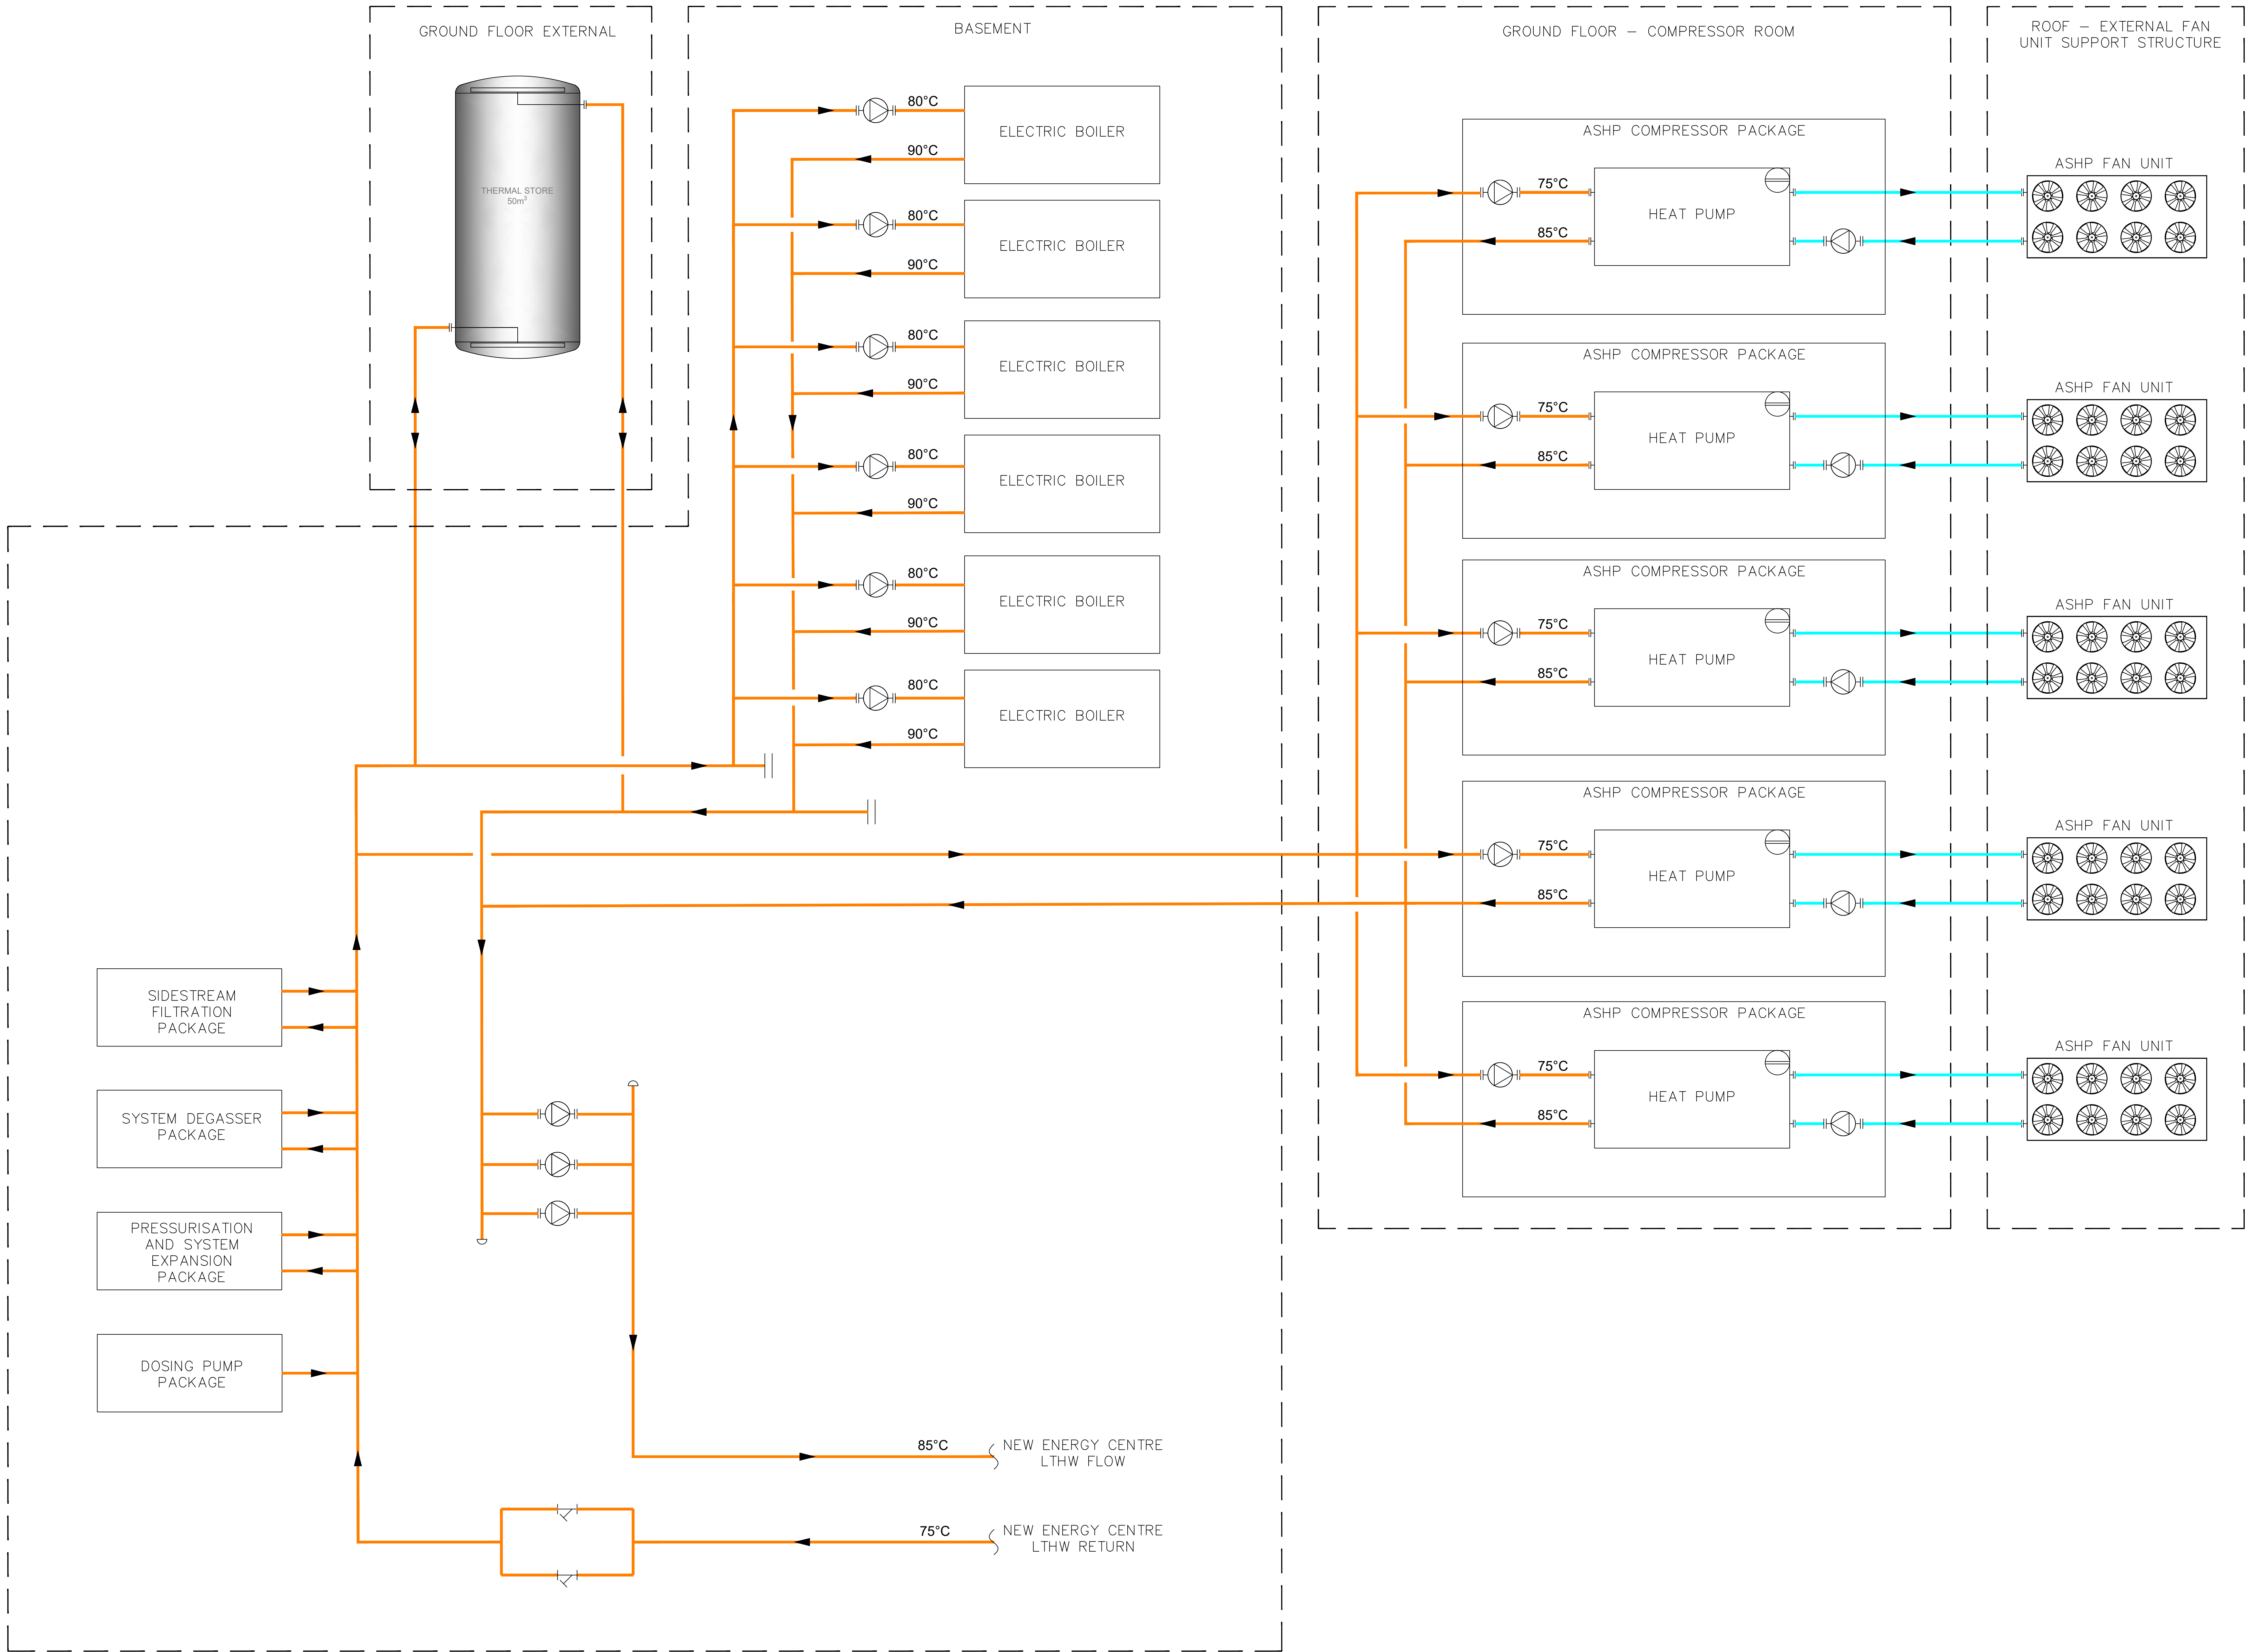 GROUND FLOOR EXTERNAL
THERMAL STORE
50m³
BASEMENT
80°C
90°C
ELECTRIC BOILER
80°C
90°C
ELECTRIC BOILER
80°C
90°C
ELECTRIC BOILER
80°C
90°C
ELECTRIC BOILER
80°C
90°C
ELECTRIC BOILER
80°C
90°C
ELECTRIC BOILER
SIDESTREAM
FILTRATION
PACKAGE
SYSTEM DEGASSER
PACKAGE
PRESSURISATION
AND SYSTEM
EXPANSION
PACKAGE
DOSING PUMP
PACKAGE
85°C
NEW ENERGY CENTRE
LTHW FLOW
75°C
NEW ENERGY CENTRE
LTHW RETURN
GROUND FLOOR – COMPRESSOR ROOM
ASHP COMPRESSOR PACKAGE
75°C
85°C
HEAT PUMP
ASHP COMPRESSOR PACKAGE
75°C
85°C
HEAT PUMP
ASHP COMPRESSOR PACKAGE
75°C
85°C
HEAT PUMP
ASHP COMPRESSOR PACKAGE
75°C
85°C
HEAT PUMP
ASHP COMPRESSOR PACKAGE
75°C
85°C
HEAT PUMP
ROOF – EXTERNAL FAN
UNIT SUPPORT STRUCTURE
ASHP FAN UNIT
ASHP FAN UNIT
ASHP FAN UNIT
ASHP FAN UNIT
ASHP FAN UNIT